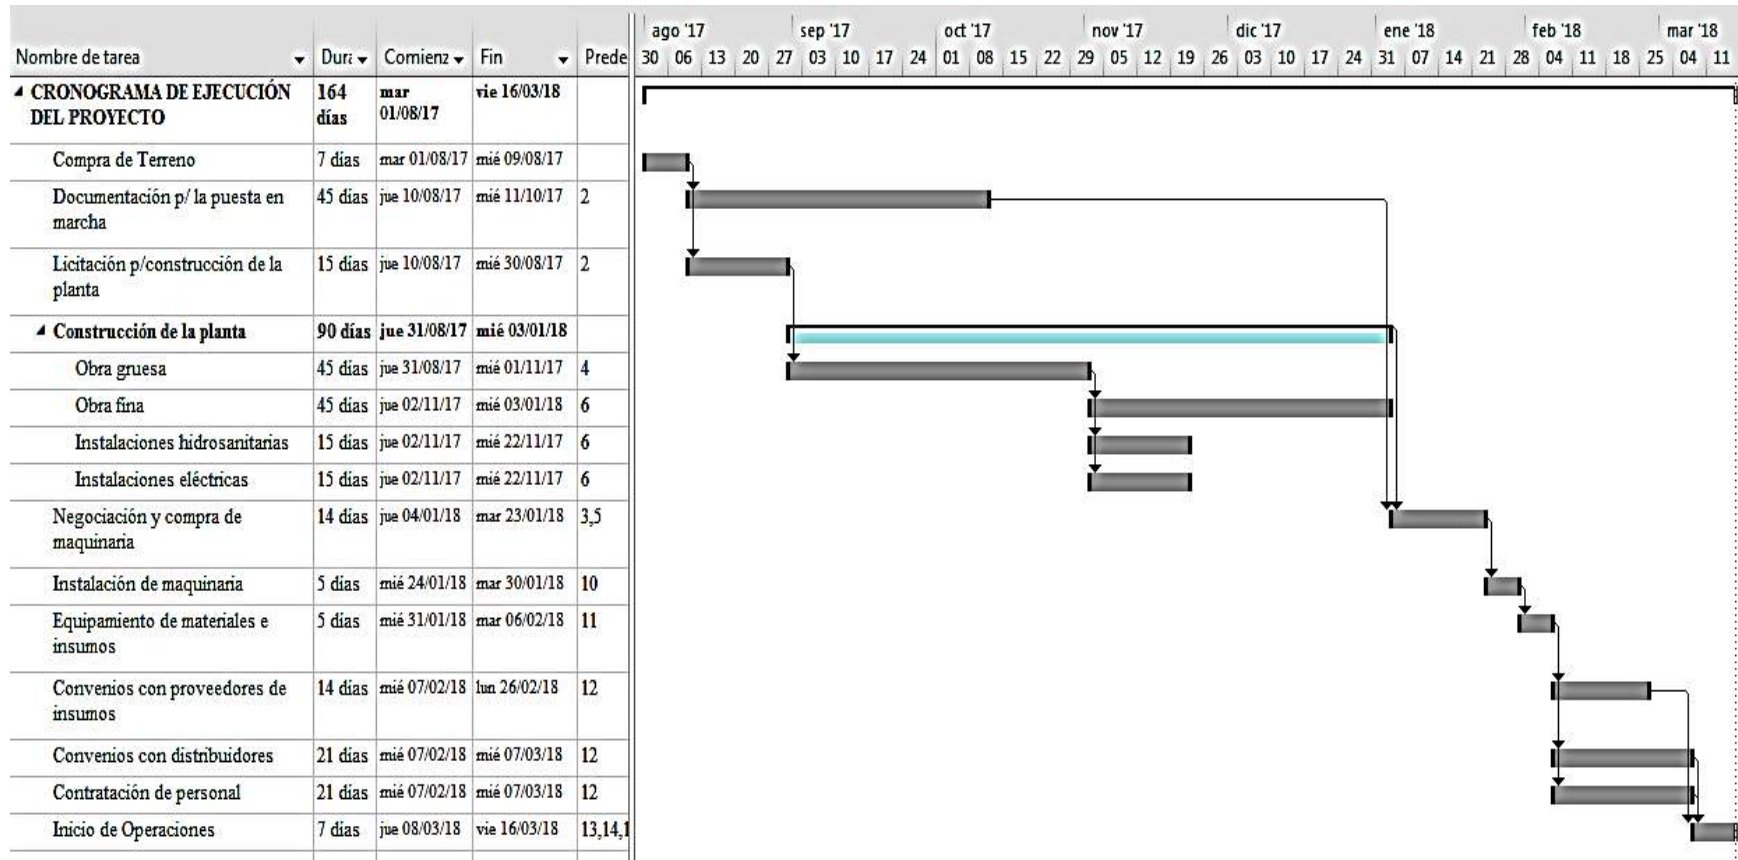 ago '17 sep '17 oct '17 nov '17 dic '17 ene '18 feb '18 mar '18
Nombre de tarea Dura Comienz Fin Prede 30 06 13 20 27 03 10 17 24 01 08 15 22 29 05 12 19 26 03 10 17 24 31 07 14 21 28 04 11 18 25 04 11
CRONOGRAMA DE EJECUCIÓN 164 mar vie 16/03/18
DEL PROYECTO días 01/08/17
Compra de Terreno 7 días mar 01/08/17 mié 09/08/17
Documentación p/ la puesta en 45 días jue 10/08/17 mié 11/10/17 2
marcha
Licitación p/construcción de la 15 días jue 10/08/17 mié 30/08/17 2
planta
Construcción de la planta 90 días jue 31/08/17 mié 03/01/18
Obra gruesa 45 días jue 31/08/17 mié 01/11/17 4
Obra fina 45 días jue 02/11/17 mié 03/01/18 6
Instalaciones hidrosanitarias 15 días jue 02/11/17 mié 22/11/17 6
Instalaciones eléctricas 15 días jue 02/11/17 mié 22/11/17 6
Negociación y compra de 14 días jue 04/01/18 mar 23/01/18 3,5
maquinaria
Instalación de maquinaria 5 días mié 24/01/18 mar 30/01/18 10
Equipamiento de materiales e 5 días mié 31/01/18 mar 06/02/18 11
insumos
Convenios con proveedores de 14 días mié 07/02/18 lun 26/02/18 12
insumos
Convenios con distribuidores 21 días mié 07/02/18 mié 07/03/18 12
Contratación de personal 21 días mié 07/02/18 mié 07/03/18 12
Inicio de Operaciones 7 días jue 08/03/18 vie 16/03/18 13,14,1